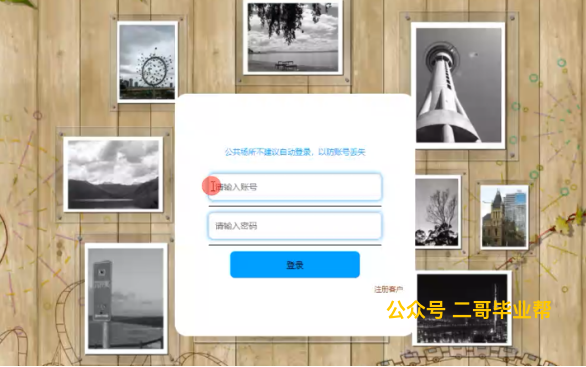 公共场所不建议自动登录，以防账号丢失
请输入账号
请输入密码
登录
注册客户
公众号 二哥毕业帮